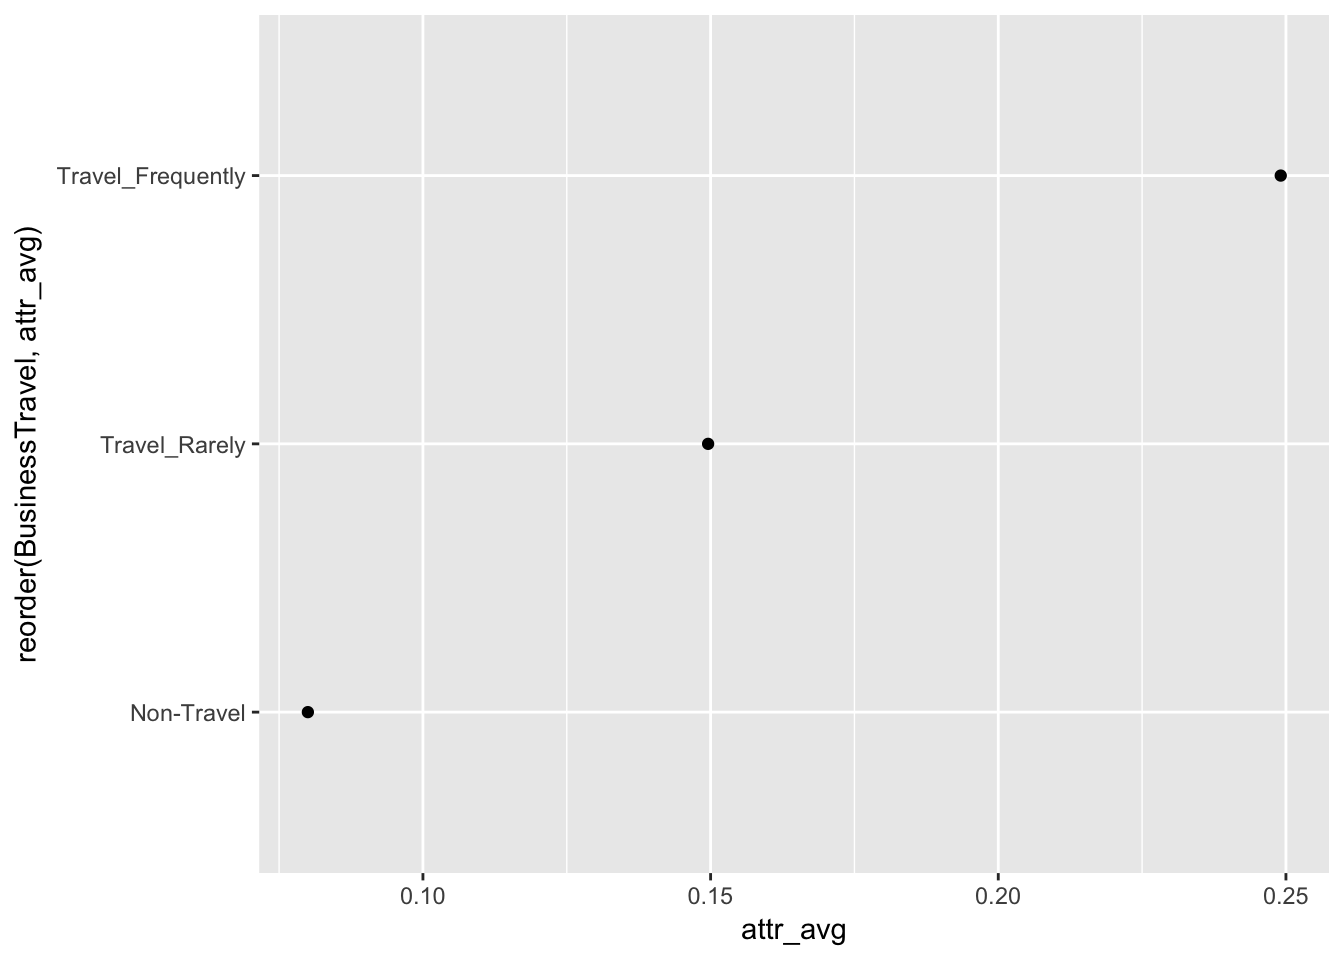 reorder(BusinessTravel, attr_avg)
Travel_Frequently
Travel_Rarely
Non-Travel
0.10 0.15 0.20 0.25
attr_avg